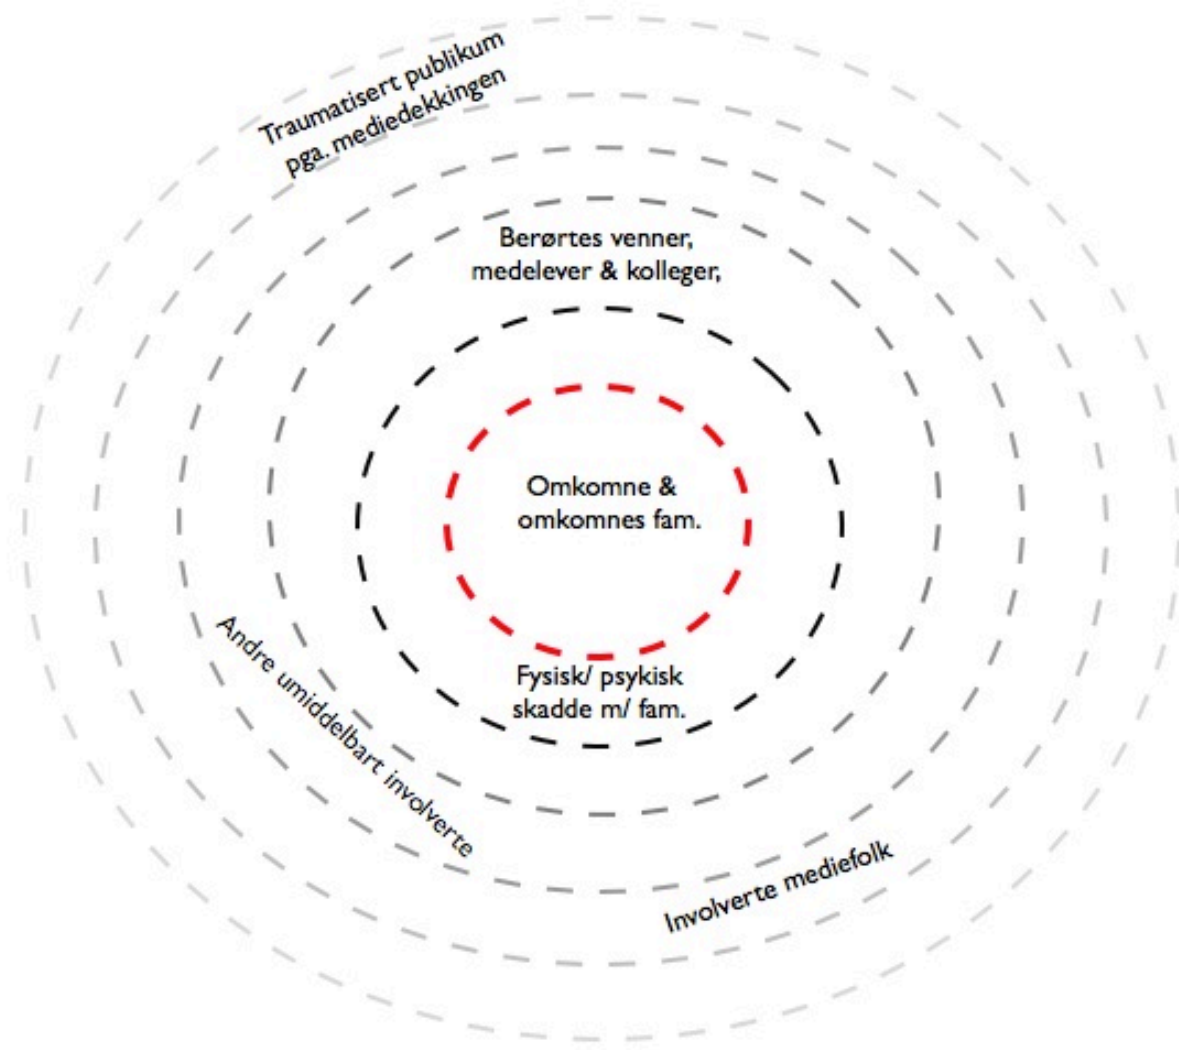 Traumatisert publikum
pga. mediedekkingen
Berørtes venner,
medelever & kolleger,
Omkomne &
omkomnes fam.
Fysisk/ psykisk
skadde m/ fam.
Andre umiddelbart involverte
Involverte mediefolk